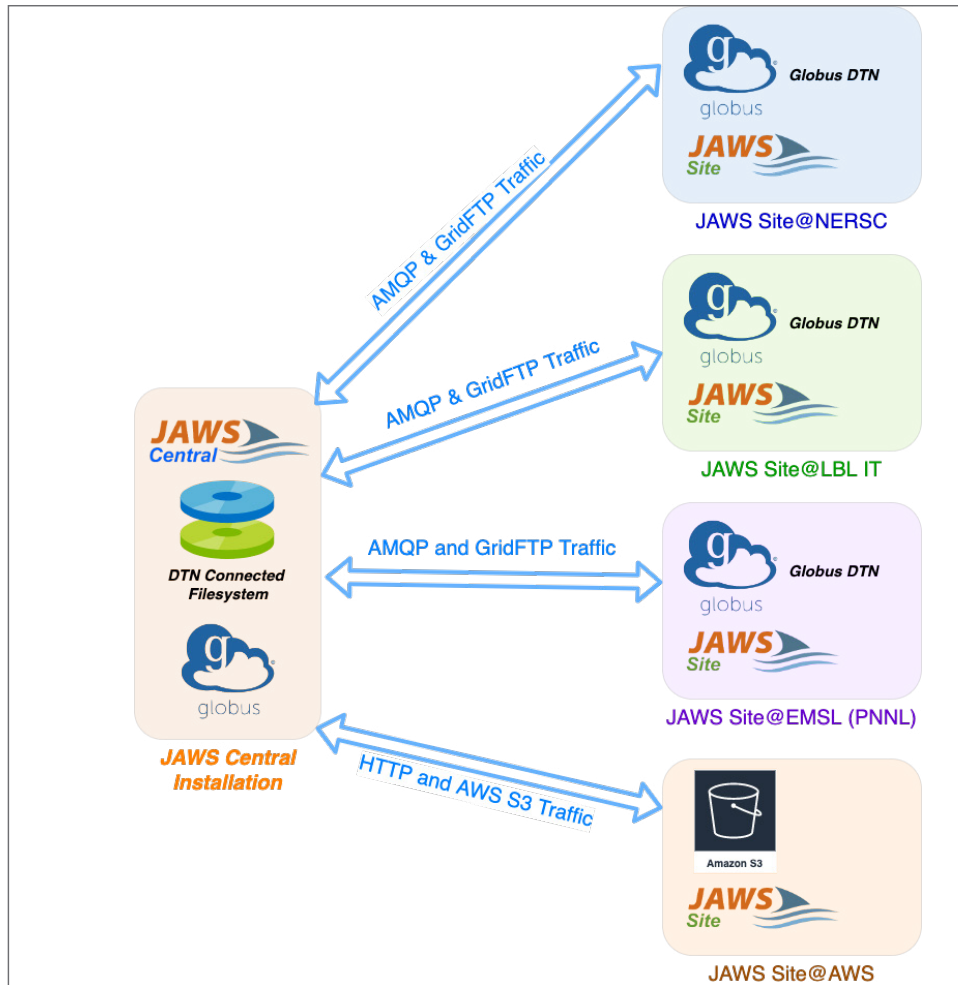 g
globus
Globus DTN
JAWS
Site
JAWS Site@NERSC
AMQP & GridFTP Traffic
g
globus
Globus DTN
JAWS
Site
JAWS Site@LBL IT
AMQP & GridFTP Traffic
JAWS
Central
DTN Connected
Filesystem
g
globus
JAWS Central
Installation
AMQP and GridFTP Traffic
g
globus
Globus DTN
JAWS
Site
JAWS Site@EMSL (PNNL)
HTTP and AWS S3 Traffic
Amazon S3
JAWS
Site
JAWS Site@AWS